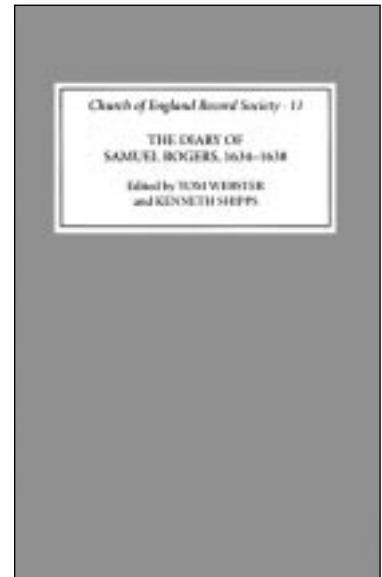 Church of England Record Society · 11
THE DIARY OF
SAMUEL ROGERS, 1634–1638
Edited by TOM WEBSTER
and KENNETH SHIPPS